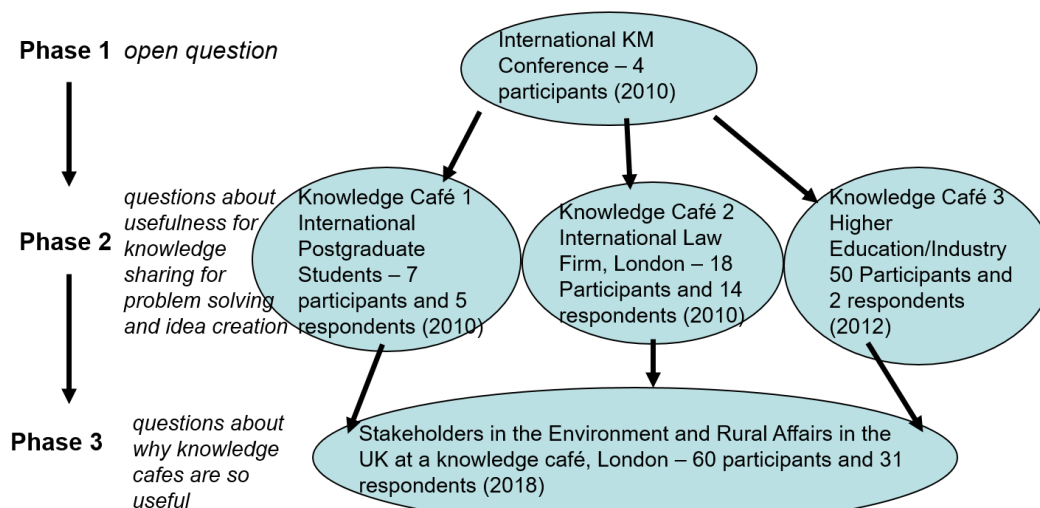 Phase 1 open question
International KM
Conference – 4
participants (2010)
Phase 2
questions about
usefulness for
knowledge
sharing for
problem solving
and idea creation
Knowledge Café 1
International
Postgraduate
Students – 7
participants and 5
respondents (2010)
Knowledge Café 2
International Law
Firm, London – 18
Participants and 14
respondents (2010)
Knowledge Café 3
Higher
Education/Industry
50 Participants and
2 respondents
(2012)
Phase 3
questions about
why knowledge
cafes are so
useful
Stakeholders in the Environment and Rural Affairs in the
UK at a knowledge café, London – 60 participants and 31
respondents (2018)